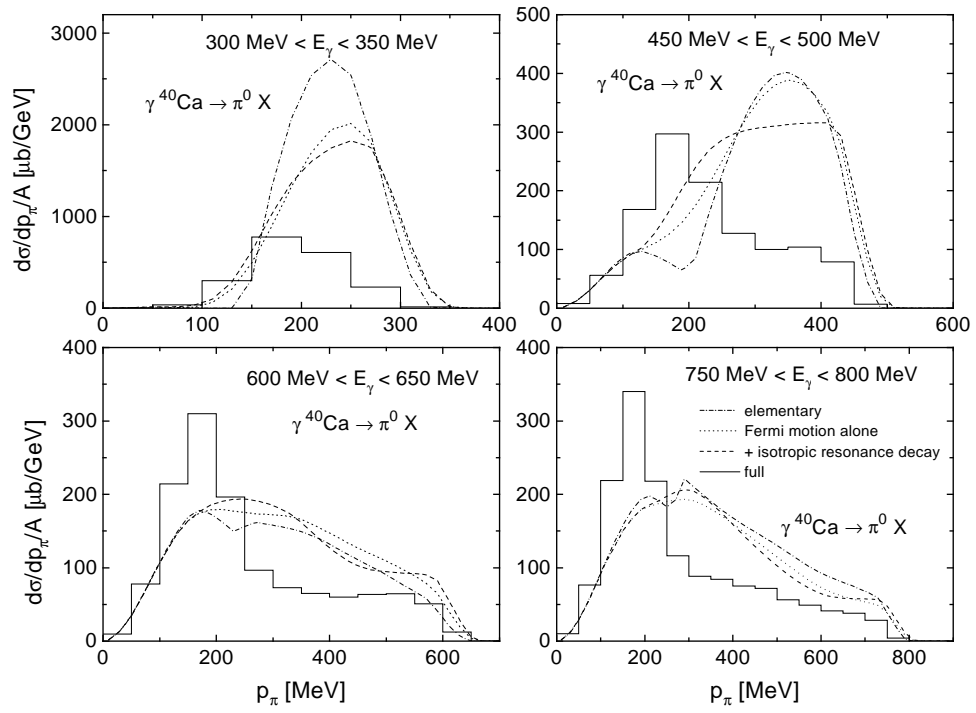 300 MeV < E_γ < 350 MeV
γ ⁴⁰Ca → π⁰ X
dσ/dp_π/A [μb/GeV]
3000
2000
1000
0
0 100 200 300 400
450 MeV < E_γ < 500 MeV
γ ⁴⁰Ca → π⁰ X
500
400
300
200
100
0
0 200 400 600
600 MeV < E_γ < 650 MeV
γ ⁴⁰Ca → π⁰ X
dσ/dp_π/A [μb/GeV]
400
300
200
100
0
0 200 400 600
p_π [MeV]
750 MeV < E_γ < 800 MeV
elementary
Fermi motion alone
+ isotropic resonance decay
full
γ ⁴⁰Ca → π⁰ X
400
300
200
100
0
0 200 400 600 800
p_π [MeV]